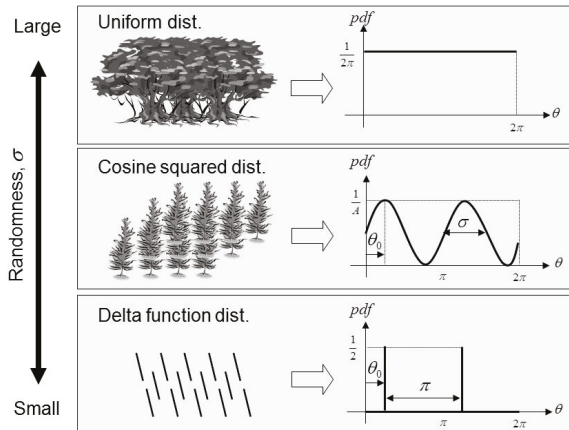 Large
Randomness, σ
Small
Uniform dist.
pdf
1/2π
2π
θ
Cosine squared dist.
pdf
1/A
θ₀
σ
π
2π
θ
Delta function dist.
pdf
1/2
θ₀
π
π
2π
θ